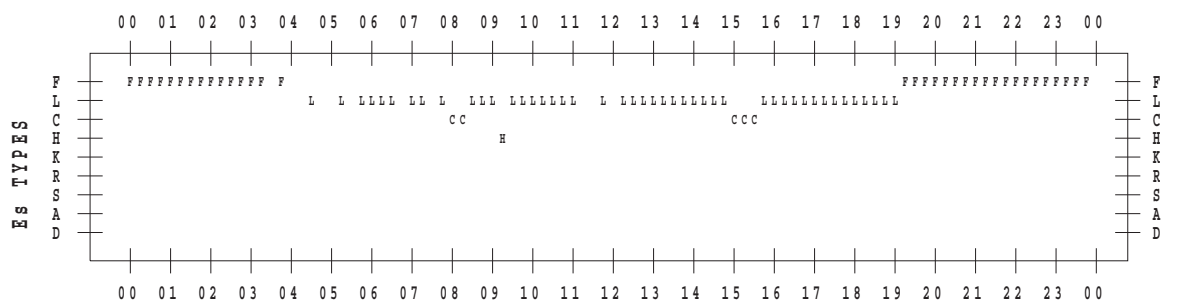 00 01 02 03 04 05 06 07 08 09 10 11 12 13 14 15 16 17 18 19 20 21 22 23 00
F FFFFFFFFFFFFFF F FFFFFFFFFFFFFFFFFFF F
L L L LLLL LL L LLL LLLLLLL L LLLLLLLLLLL LLLLLLLLLLLLLL L
C CC CCC C
H H H
K K
R R
S S
A A
D D
Es TYPES
00 01 02 03 04 05 06 07 08 09 10 11 12 13 14 15 16 17 18 19 20 21 22 23 00